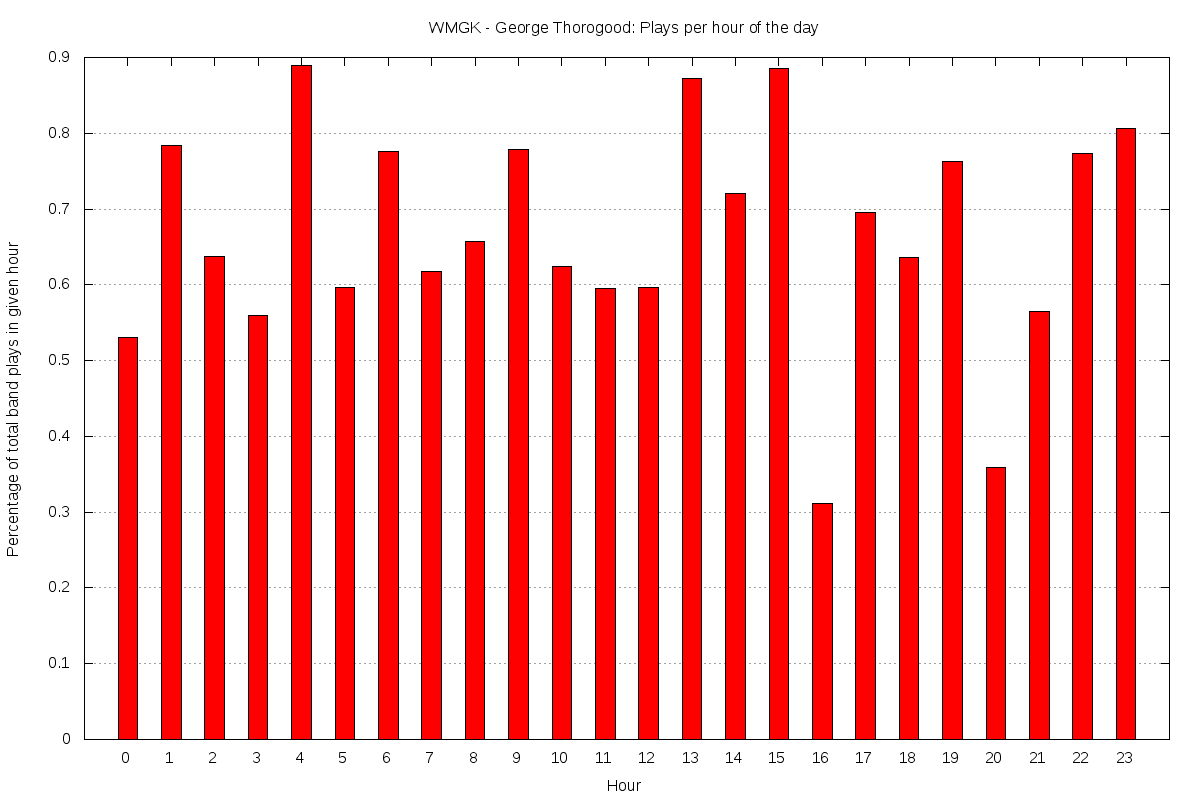 WMGK - George Thorogood: Plays per hour of the day
Percentage of total band plays in given hour
0.9
0.8
0.7
0.6
0.5
0.4
0.3
0.2
0.1
0
0 1 2 3 4 5 6 7 8 9 10 11 12 13 14 15 16 17 18 19 20 21 22 23
Hour